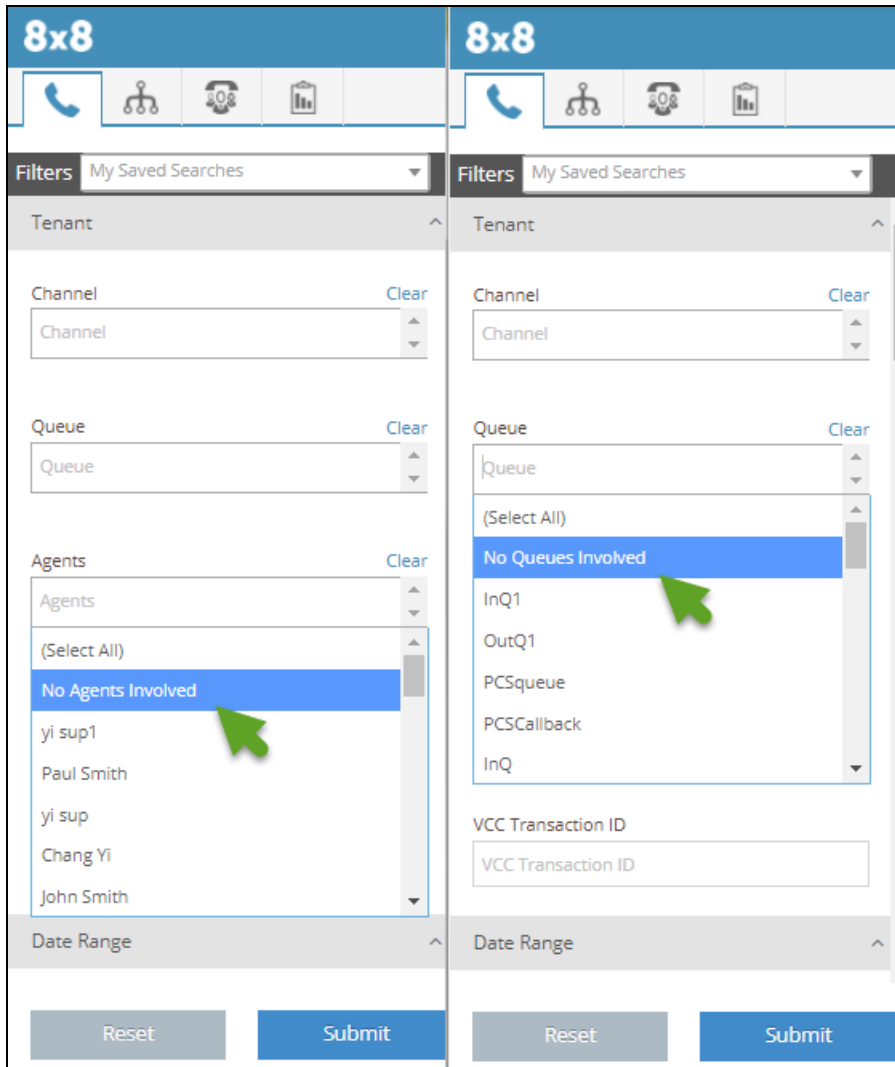 8x8
Filters My Saved Searches
Tenant
Channel Clear
Channel
Queue Clear
Queue
Agents Clear
Agents
(Select All)
No Agents Involved
yi sup1
Paul Smith
yi sup
Chang Yi
John Smith
Date Range
Reset Submit
8x8
Filters My Saved Searches
Tenant
Channel Clear
Channel
Queue Clear
Queue
(Select All)
No Queues Involved
InQ1
OutQ1
PCSqueue
PCSCallback
InQ
VCC Transaction ID
VCC Transaction ID
Date Range
Reset Submit